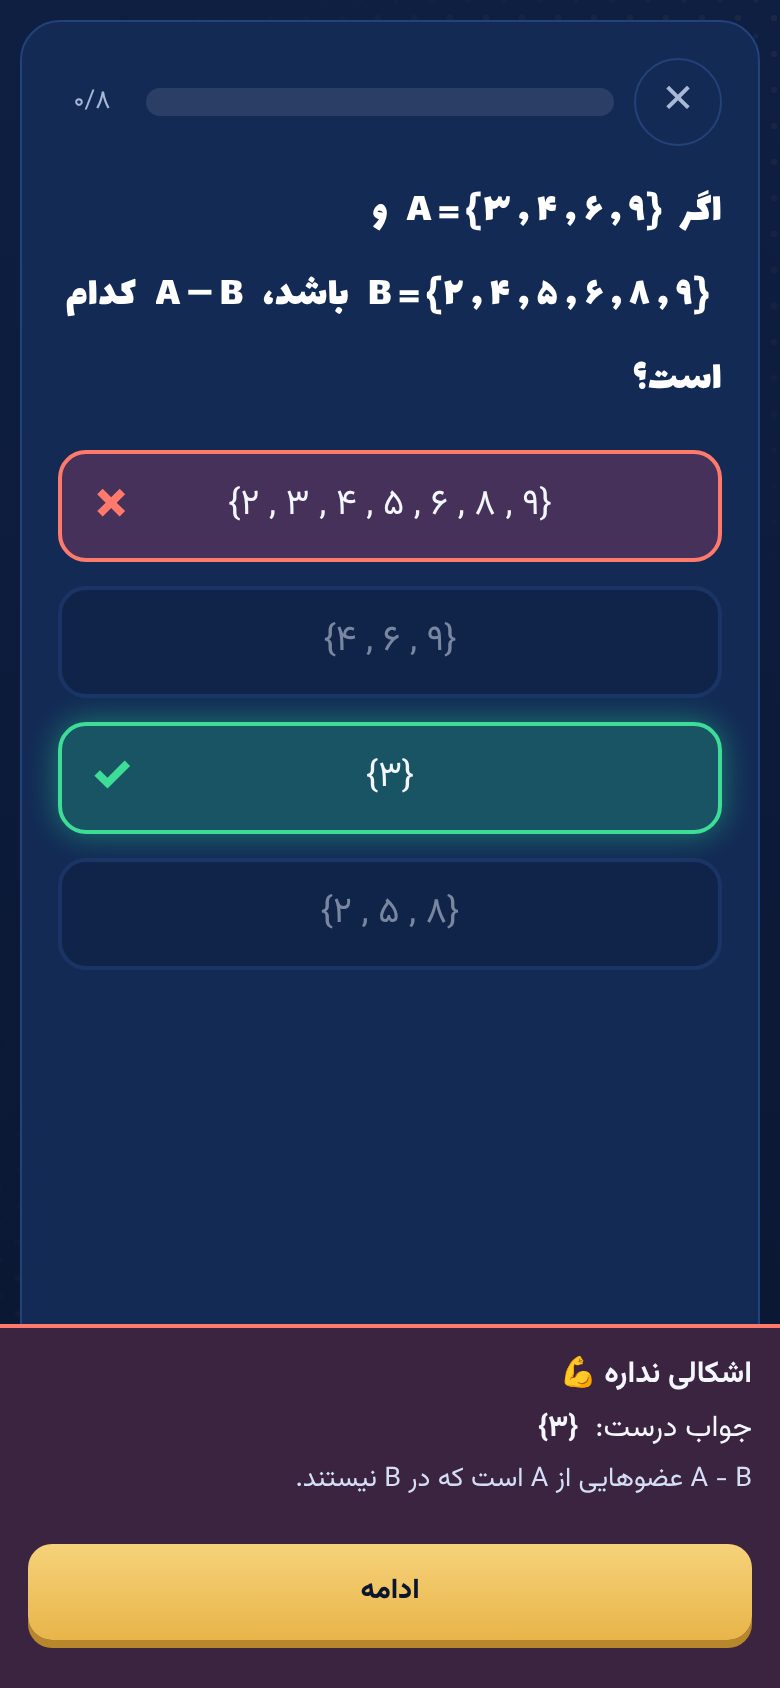 ۰/۸
اگر A = {۳ , ۴ , ۶ , ۹} و
B = {۲ , ۴ , ۵ , ۶ , ۸ , ۹} باشد، A − B کدام
است؟
{۲ , ۳ , ۴ , ۵ , ۶ , ۸ , ۹}
{۴ , ۶ , ۹}
{۳}
{۲ , ۵ , ۸}
اشکالی نداره 💪
جواب درست: {۳}
A - B عضوهایی از A است که در B نیستند.
ادامه